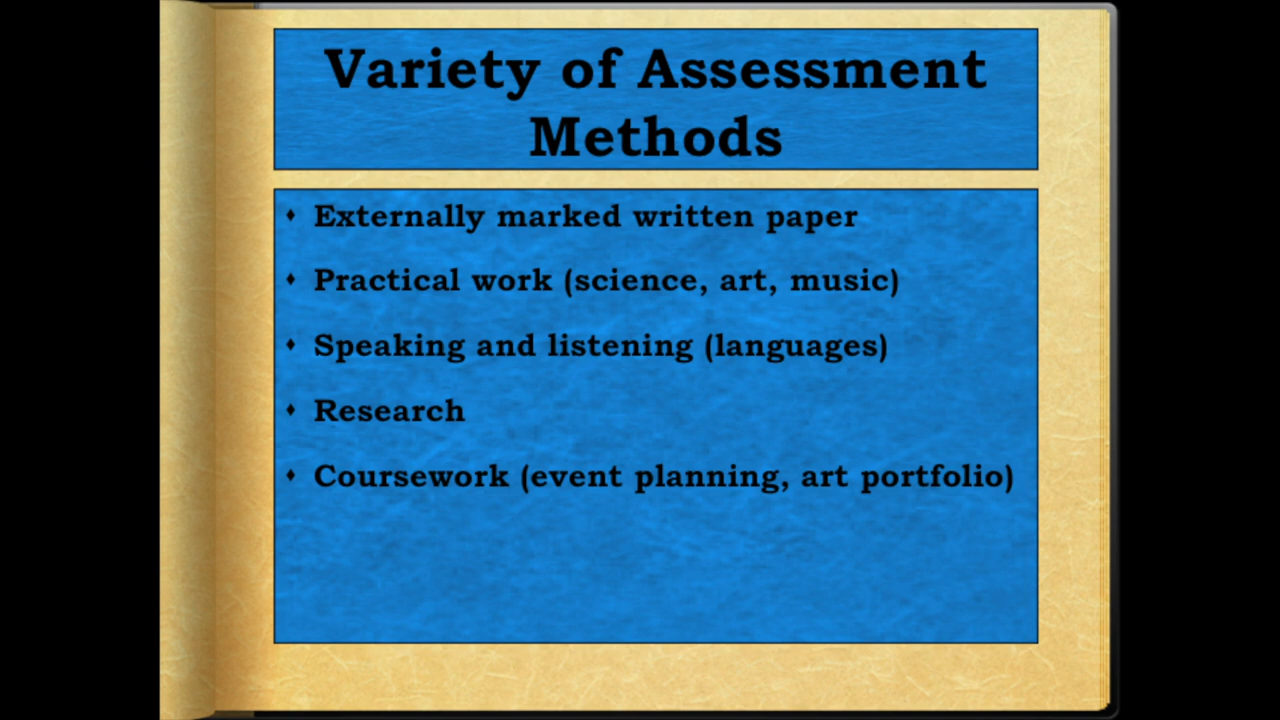 Variety of Assessment
Methods
Externally marked written paper
Practical work (science, art, music)
Speaking and listening (languages)
Research
Coursework (event planning, art portfolio)